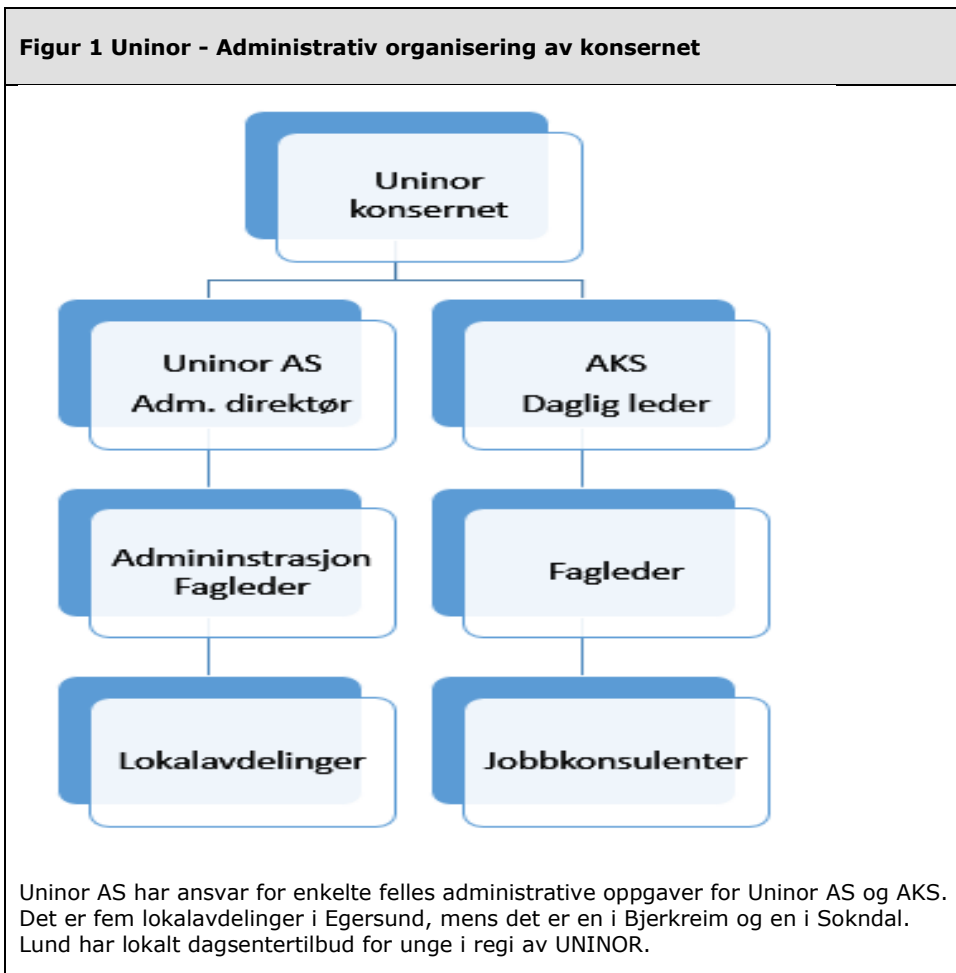 Figur 1 Uninor - Administrativ organisering av konsernet
Uninor
konsernet
Uninor AS
Adm. direktør
AKS
Daglig leder
Admininstrasjon
Fagleder
Fagleder
Lokalavdelinger
Jobbkonsulenter
Uninor AS har ansvar for enkelte felles administrative oppgaver for Uninor AS og AKS.
Det er fem lokalavdelinger i Egersund, mens det er en i Bjerkreim og en i Sokndal.
Lund har lokalt dagsentertilbud for unge i regi av UNINOR.